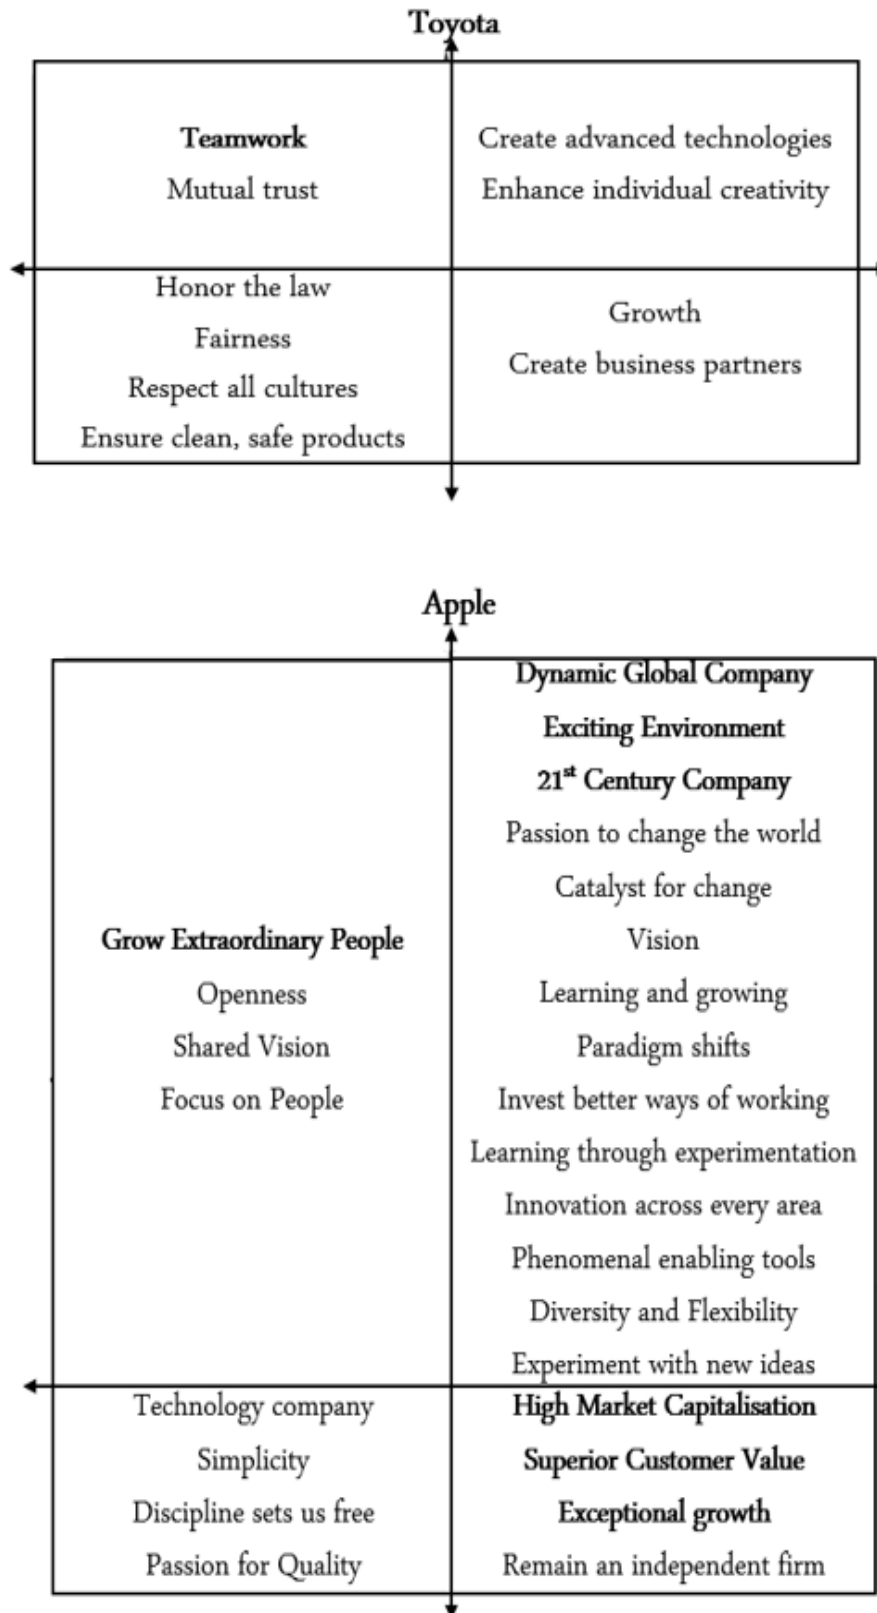 Toyota
Teamwork
Mutual trust
Create advanced technologies
Enhance individual creativity
Honor the law
Fairness
Respect all cultures
Ensure clean, safe products
Growth
Create business partners
Apple
Grow Extraordinary People
Openness
Shared Vision
Focus on People
Dynamic Global Company
Exciting Environment
21st Century Company
Passion to change the world
Catalyst for change
Vision
Learning and growing
Paradigm shifts
Invest better ways of working
Learning through experimentation
Innovation across every area
Phenomenal enabling tools
Diversity and Flexibility
Experiment with new ideas
Technology company
Simplicity
Discipline sets us free
Passion for Quality
High Market Capitalisation
Superior Customer Value
Exceptional growth
Remain an independent firm